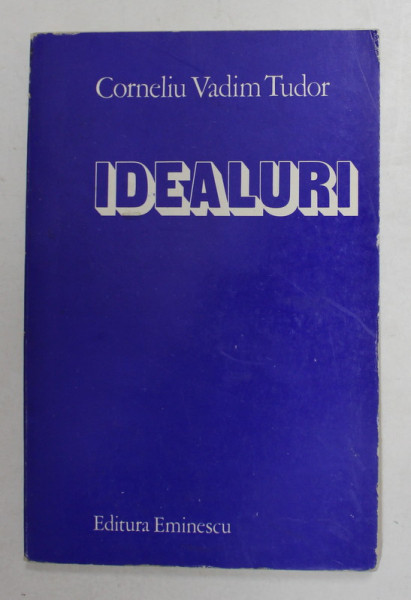 Corneliu Vadim Tudor
IDEALURI
Editura Eminescu